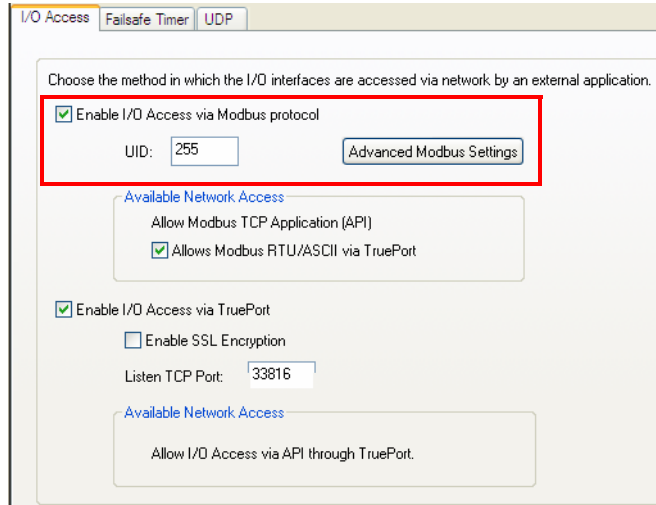 I/O Access Failsafe Timer UDP
Choose the method in which the I/O interfaces are accessed via network by an external application.
Enable I/O Access via Modbus protocol
UID: 255 Advanced Modbus Settings
Available Network Access
Allow Modbus TCP Application (API)
Allows Modbus RTU/ASCII via TruePort
Enable I/O Access via TruePort
Enable SSL Encryption
Listen TCP Port: 33816
Available Network Access
Allow I/O Access via API through TruePort.